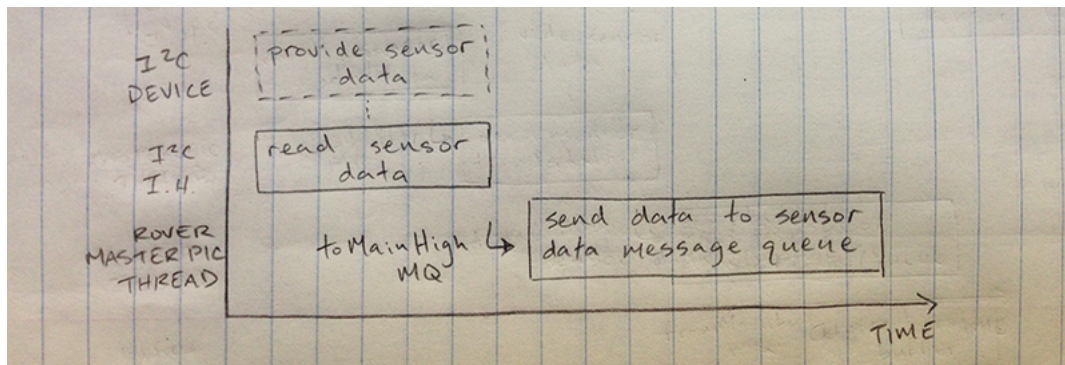 I²C
DEVICE
provide sensor
data
I²C
I.H.
read sensor
data
ROVER
MASTER PIC
THREAD
toMainHigh
MQ
send data to sensor
data message queue
TIME